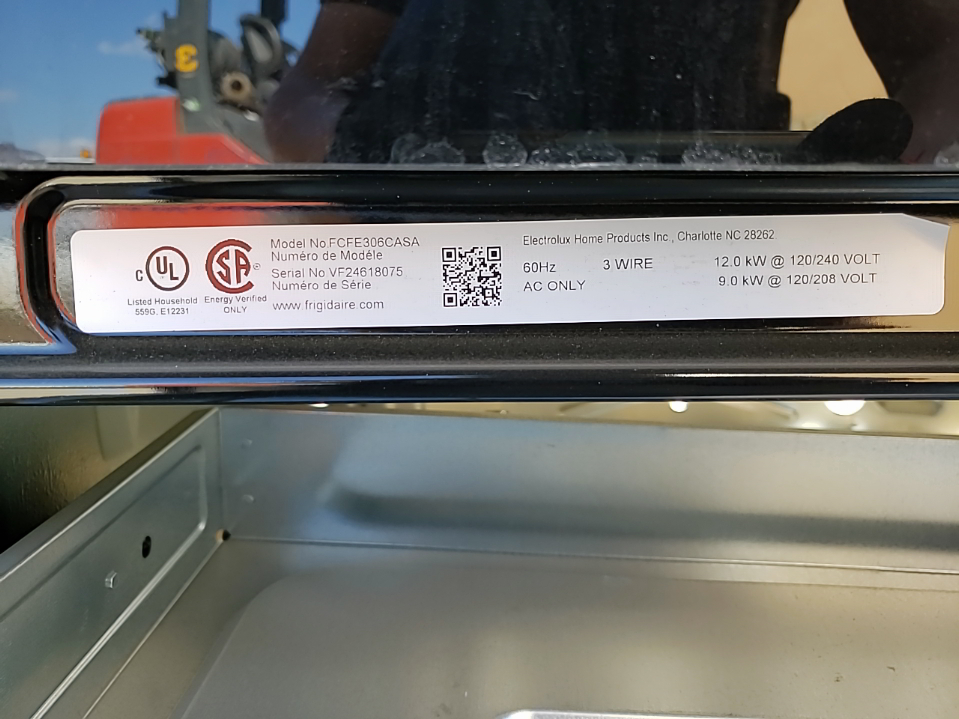 3
C UL
Listed Household
559G, E12231
SA ®
Energy Verified
ONLY
Model No.FCFE306CASA
Numéro de Modéle
Serial No VF24618075
Numéro de Série
www.frigidaire.com
Electrolux Home Products Inc., Charlotte NC 28262
60Hz 3 WIRE 12.0 kW @ 120/240 VOLT
AC ONLY 9.0 kW @ 120/208 VOLT